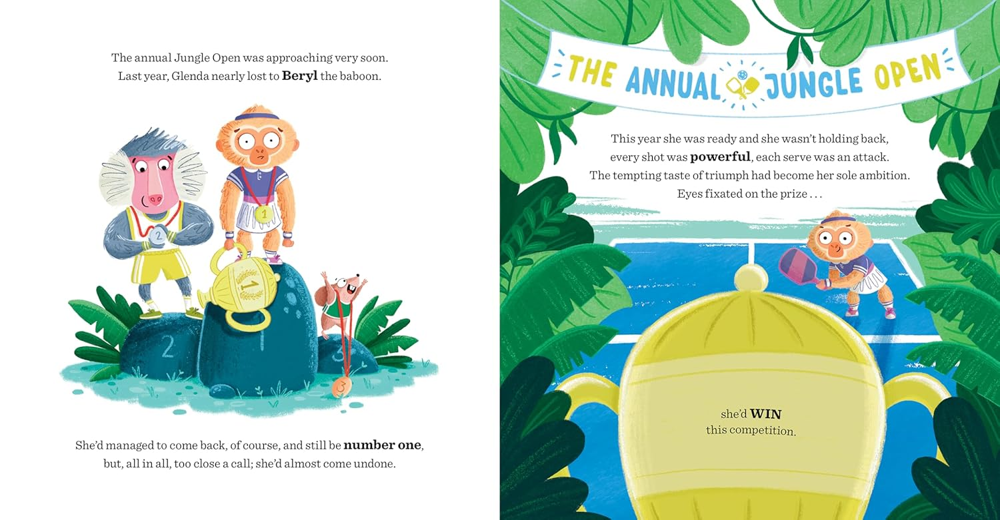 The annual Jungle Open was approaching very soon.
Last year, Glenda nearly lost to Beryl the baboon.
2
1
1
2
1
3
3
She'd managed to come back, of course, and still be number one,
but, all in all, too close a call; she'd almost come undone.
THE ANNUAL JUNGLE OPEN
This year she was ready and she wasn't holding back,
every shot was powerful, each serve was an attack.
The tempting taste of triumph had become her sole ambition.
Eyes fixated on the prize . . .
she'd WIN
this competition.